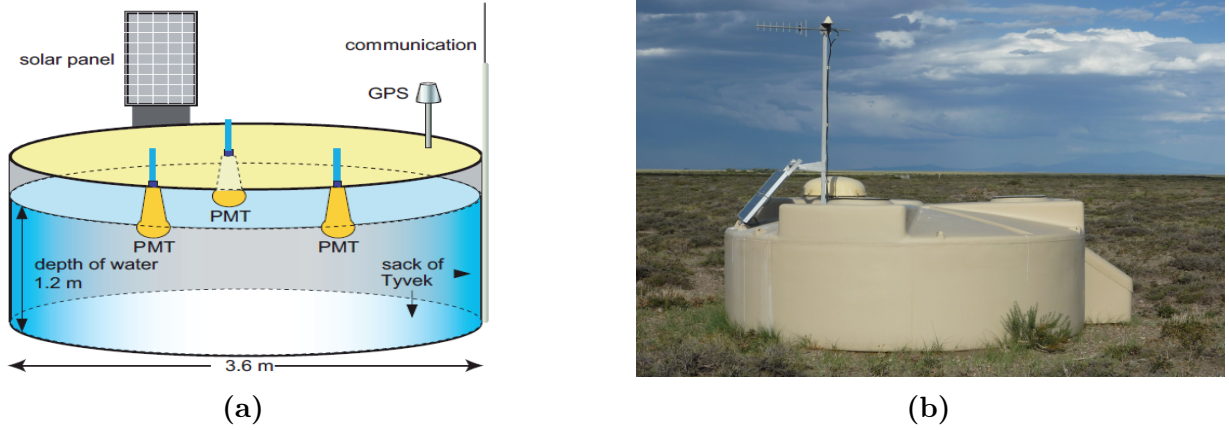 solar panel
communication
GPS
PMT
PMT
PMT
depth of water
1.2 m
sack of
Tyvek
3.6 m
(a)
(b)